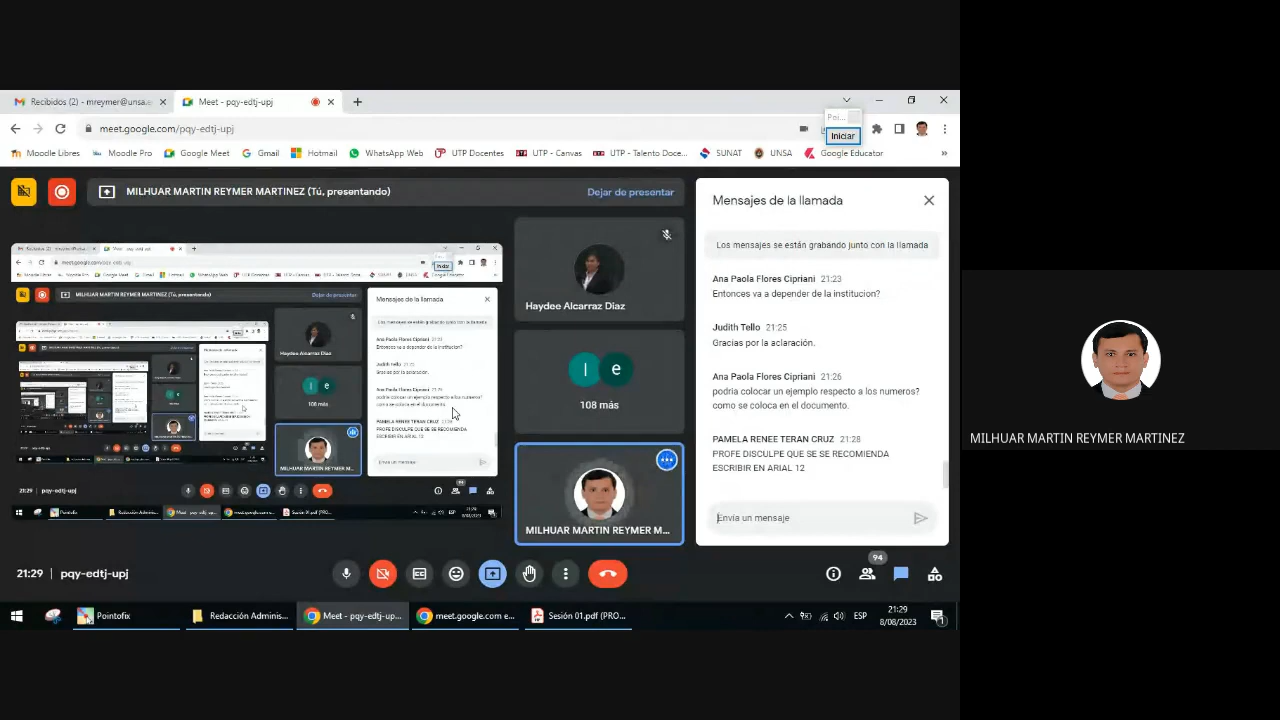 Recibidos (2) - mreymer@unsa.e
Meet - pqy-edtj-upj
meet.google.com/pqy-edtj-upj
Iniciar
Moodle Libres
Moodle Pro
Google Meet
Gmail
Hotmail
WhatsApp Web
UTP Docentes
UTP - Canvas
UTP - Talento Doce...
SUNAT
UNSA
Google Educator
MILHUAR MARTIN REYMER MARTINEZ (Tú, presentando)
Dejar de presentar
Haydee Alcarraz Diaz
I e
108 más
MILHUAR MARTIN REYMER M...
Mensajes de la llamada
Los mensajes se están grabando junto con la llamada
Ana Paola Flores Cipriani 21:23
Entonces va a depender de la institucion?
Judith Tello 21:25
Gracias por la aclaración.
Ana Paola Flores Cipriani 21:26
podria colocar un ejemplo respecto a los numeros?
como se coloca en el documento.
PAMELA RENEE TERAN CRUZ 21:28
PROFE DISCULPE QUE SE SE RECOMIENDA
ESCRIBIR EN ARIAL 12
Envía un mensaje
MILHUAR MARTIN REYMER MARTINEZ
21:29 | pqy-edtj-upj
94
Pointofix
Redacción Adminis...
Meet - pqy-edtj-up...
meet.google.com e...
Sesión 01.pdf (PRO...
ESP
21:29
8/08/2023